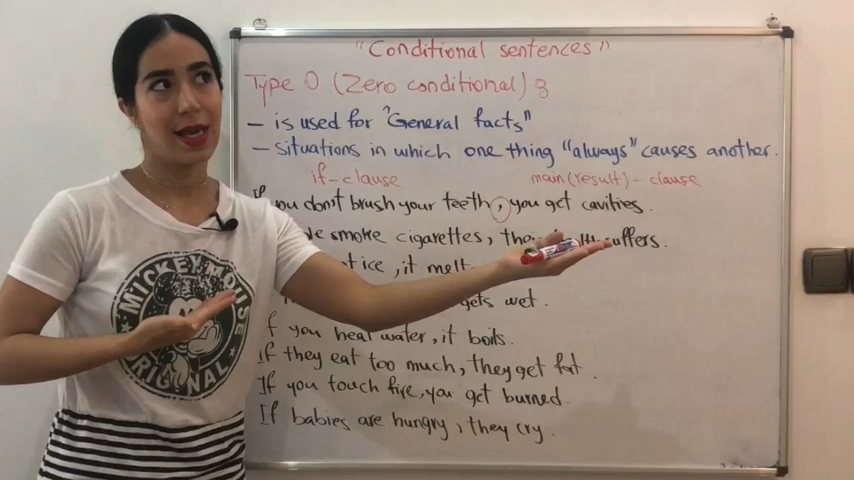 "Conditional sentences"
Type 0 (Zero conditional) :
- is used for "General facts"
- situations in which one thing "always" causes another.
if-clause main(result)-clause
If you don't brush your teeth, you get cavities.
smoke cigarettes, suffers.
ice, it melt
gets wet.
If you heat water, it boils.
If they eat too much, they get fat.
If you touch fire, you get burned.
If babies are hungry, they cry.
MICKEY MOUSE
ORIGINAL